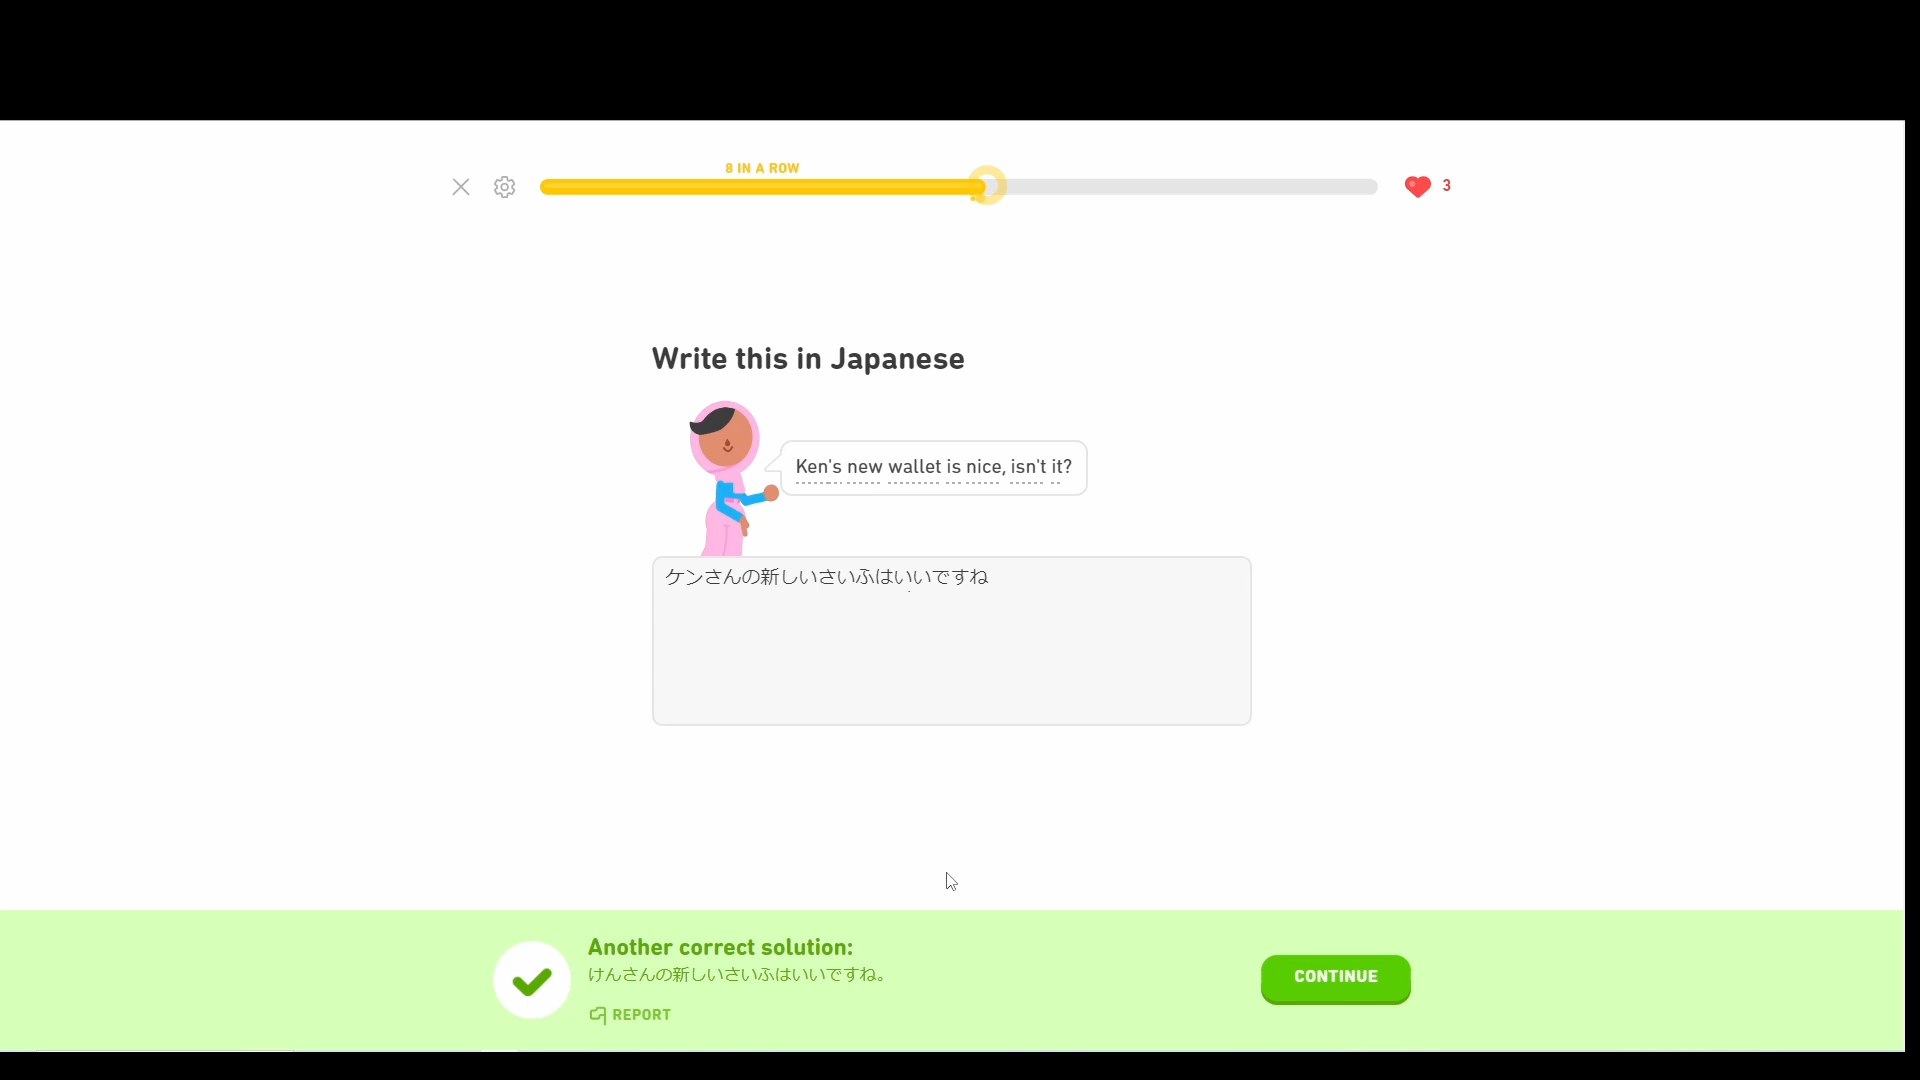 8 IN A ROW
3
Write this in Japanese
Ken's new wallet is nice, isn't it?
ケンさんの新しいさいふはいいですね
Another correct solution:
けんさんの新しいさいふはいいですね。
REPORT
CONTINUE